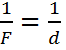 1/F = 1/d